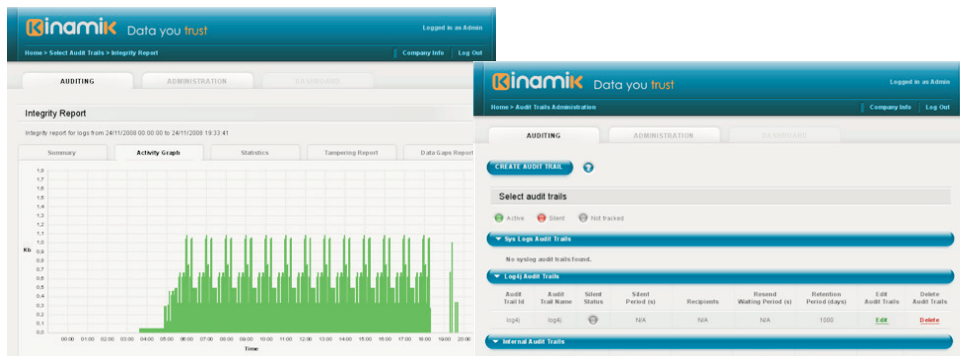 Kinamik Data you trust
Logged in as Admin
Home > Select Audit Trails > Integrity Report
Company Info | Log Out
AUDITING
ADMINISTRATION
DASHBOARD
Integrity Report
Integrity report for logs from 24/11/2008 00:00:00 to 24/11/2008 19:33:41
Summary
Activity Graph
Statistics
Tampering Report
Data Gaps Report
Kb
1,8
1,6
1,5
1,4
1,3
1,2
1,1
1,0
0,9
0,8
0,7
0,6
0,5
0,4
0,3
0,2
0,1
0,0
00:00 01:00 02:00 03:00 04:00 05:00 06:00 07:00 08:00 09:00 10:00 11:00 12:00 13:00 14:00 15:00 16:00 17:00 18:00 19:00 20:00
Time
Kinamik Data you trust
Logged in as Admin
Home > Audit Trails Administration
Company Info | Log Out
AUDITING
ADMINISTRATION
DASHBOARD
CREATE AUDIT TRAIL
?
Select audit trails
Active
Silent
Not tracked
Sys Logs Audit Trails
No syslog audit trails found.
Log4j Audit Trails
Audit Trail Id
Audit Trail Name
Silent Status
Silent Period (s)
Recipients
Resend Waiting Period (s)
Retention Period (days)
Edit Audit Trails
Delete Audit Trails
log4j
log4j
N/A
N/A
N/A
1000
Edit
Delete
Internal Audit Trails